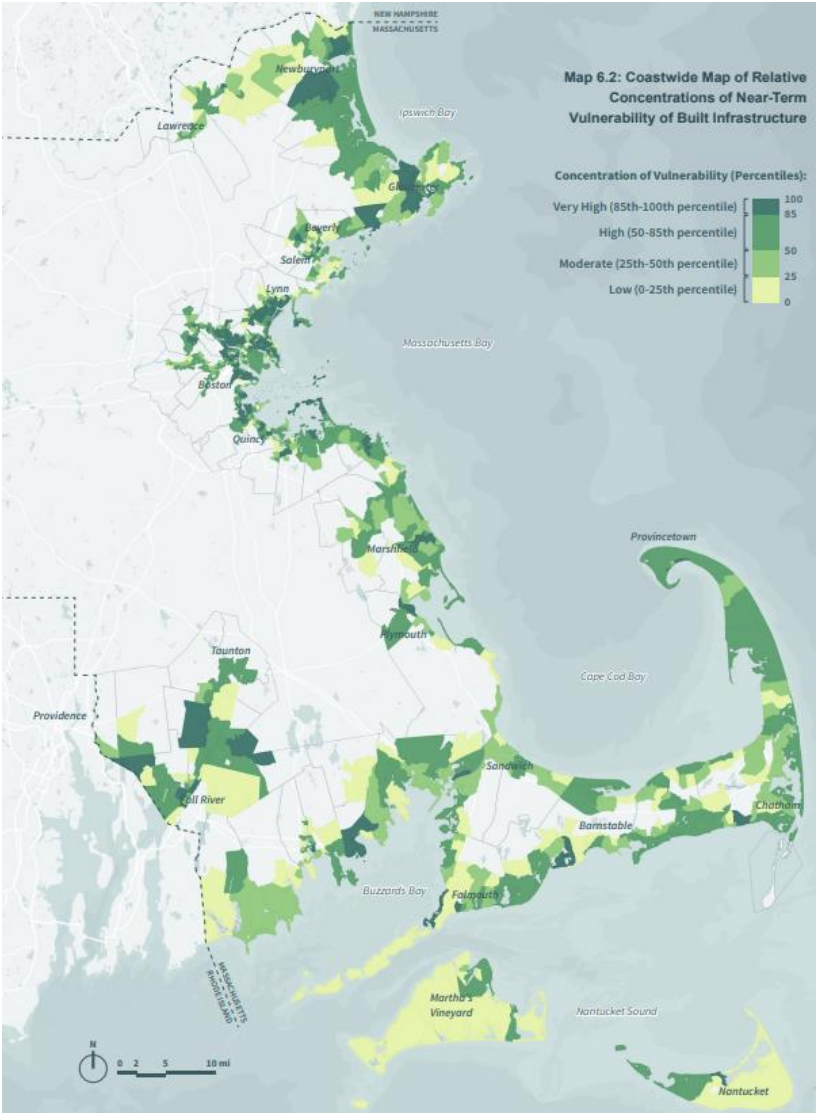 NEW HAMPSHIRE
MASSACHUSETTS
Map 6.2: Coastwide Map of Relative
Concentrations of Near-Term
Vulnerability of Built Infrastructure
Concentration of Vulnerability (Percentiles):
Very High (85th-100th percentile)
High (50-85th percentile)
Moderate (25th-50th percentile)
Low (0-25th percentile)
100
85
50
25
0
Newburyport
Ipswich Bay
Lawrence
Gloucester
Beverly
Salem
Lynn
Massachusetts Bay
Boston
Quincy
Provincetown
Marshfield
Plymouth
Taunton
Cape Cod Bay
Providence
Sandwich
Fall River
Chatham
Barnstable
Buzzards Bay
Falmouth
MASSACHUSETTS
RHODE ISLAND
Martha's
Vineyard
Nantucket Sound
N
0 2 5 10 mi
Nantucket